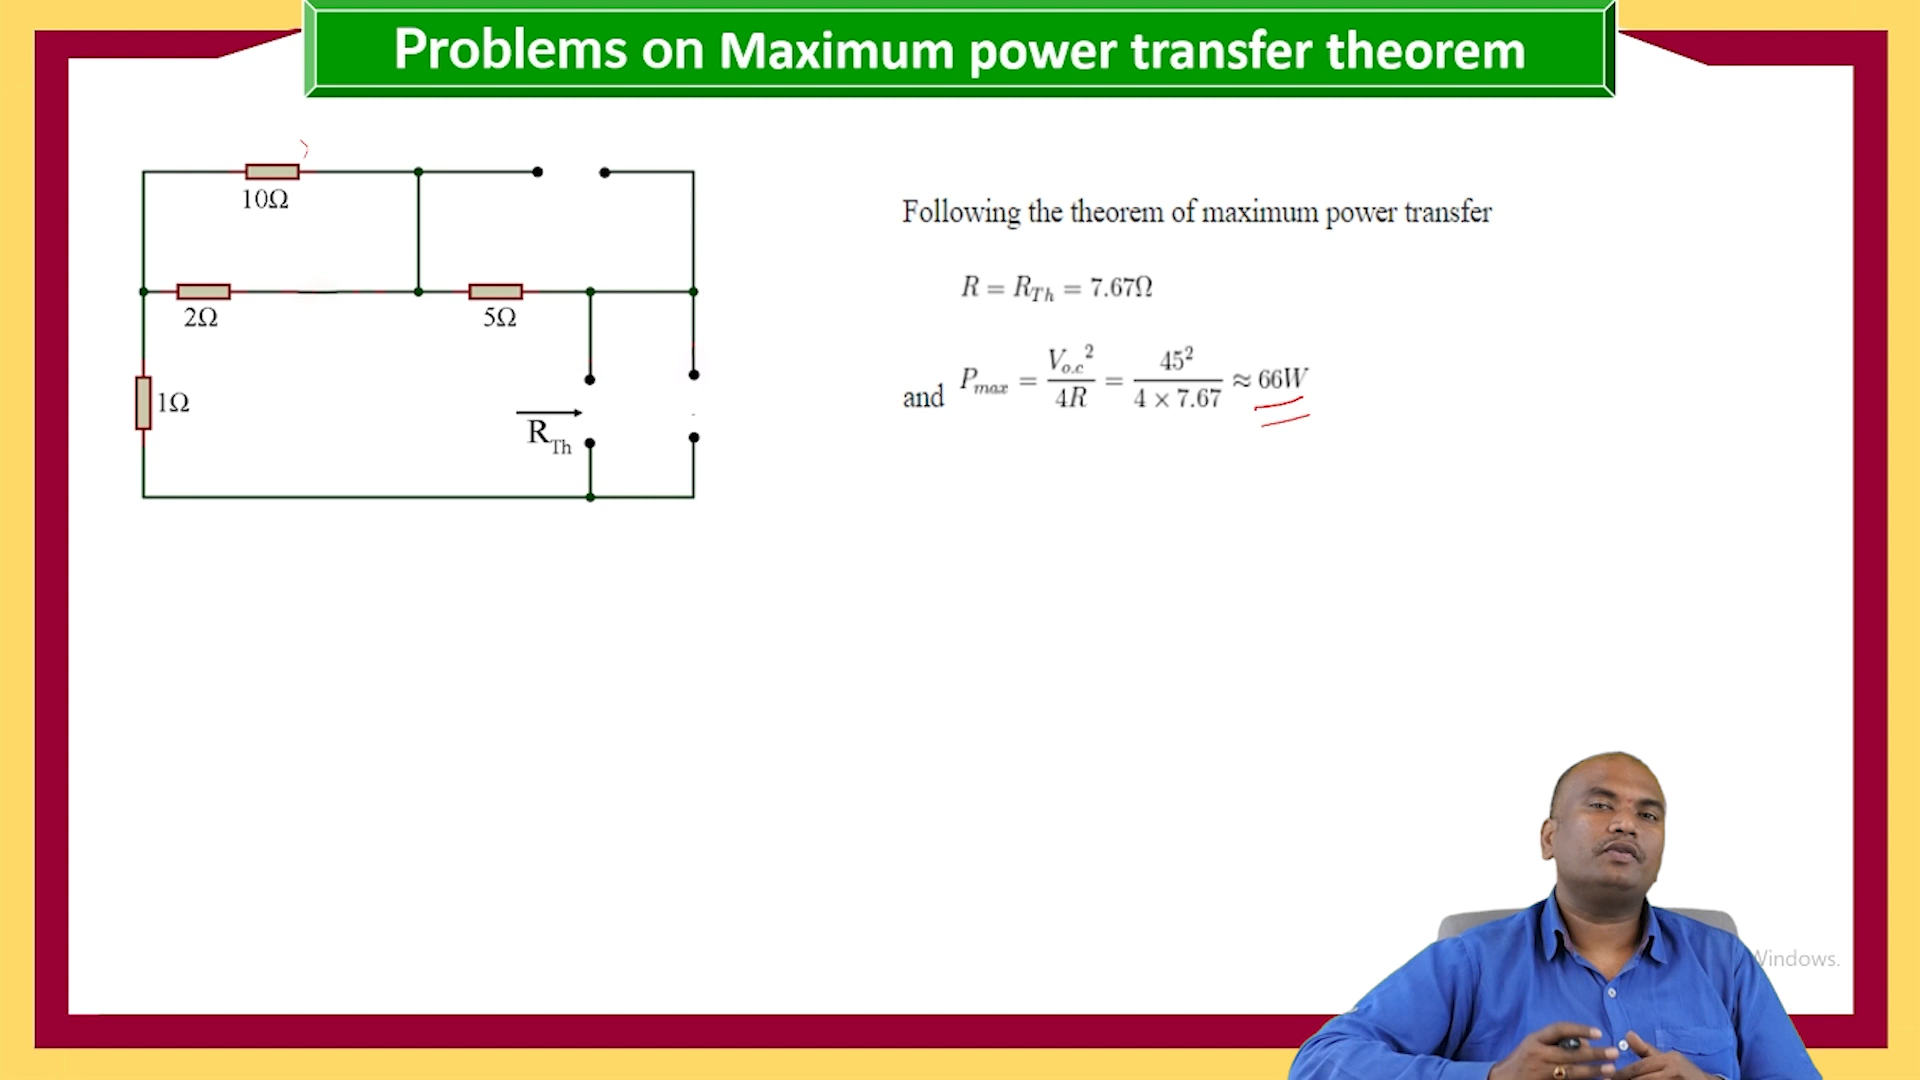 Problems on Maximum power transfer theorem
10Ω
2Ω
5Ω
1Ω
R_Th
Following the theorem of maximum power transfer
R = R_Th = 7.67Ω
and P_max = V_o.c² / 4R = 45² / 4 × 7.67 ≈ 66W
Windows.